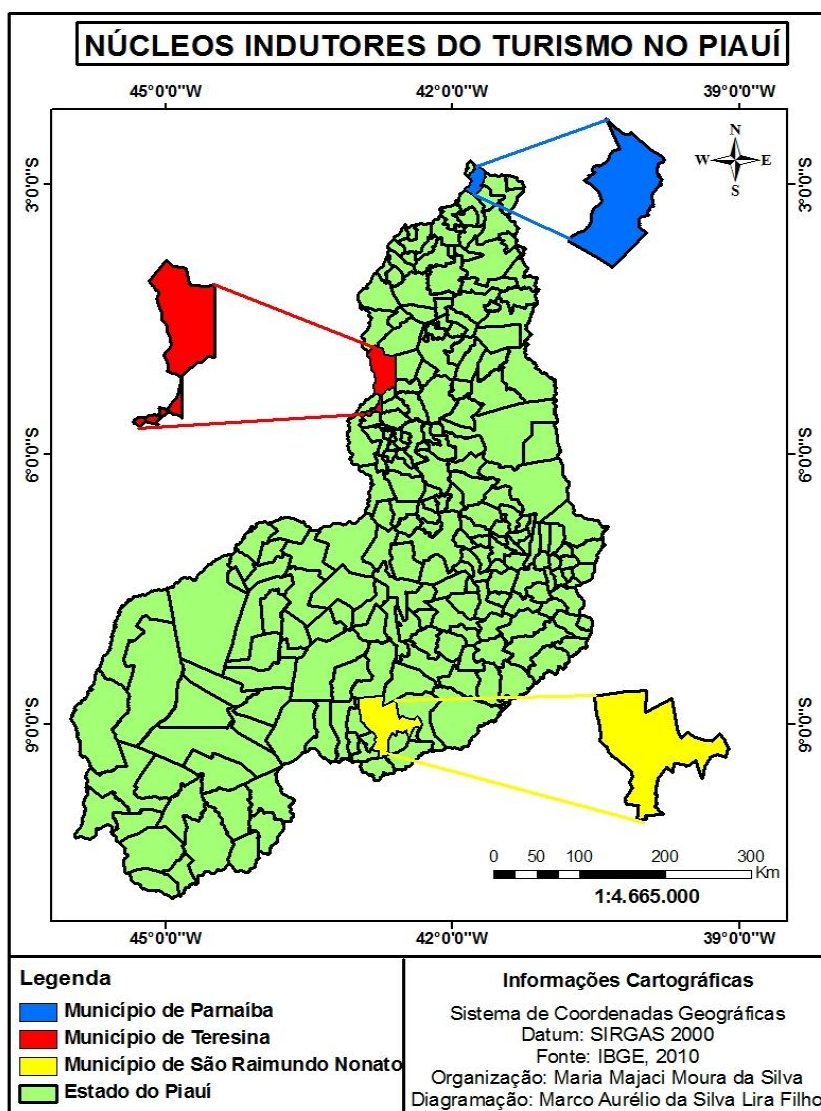 NÚCLEOS INDUTORES DO TURISMO NO PIAUÍ
45°0'0"W 42°0'0"W 39°0'0"W
N
W E
S
3°0'0"S 3°0'0"S
6°0'0"S 6°0'0"S
9°0'0"S 9°0'0"S
0 50 100 200 300
Km
1:4.665.000
45°0'0"W 42°0'0"W 39°0'0"W
Legenda
Município de Parnaíba
Município de Teresina
Município de São Raimundo Nonato
Estado do Piauí
Informações Cartográficas
Sistema de Coordenadas Geográficas
Datum: SIRGAS 2000
Fonte: IBGE, 2010
Organização: Maria Majaci Moura da Silva
Diagramação: Marco Aurélio da Silva Lira Filho